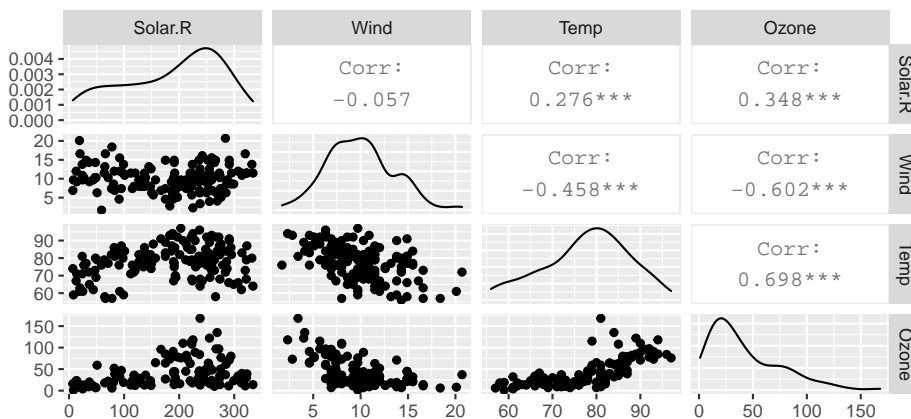 Solar.R Wind Temp Ozone
0.004
0.003
0.002
0.001
0.000
Corr:
-0.057
Corr:
0.276***
Corr:
0.348***
Solar.R
20
15
10
5
Corr:
-0.458***
Corr:
-0.602***
Wind
90
80
70
60
Corr:
0.698***
Temp
150
100
50
0
Ozone
0 100 200 300 5 10 15 20 60 70 80 90 0 50 100 150